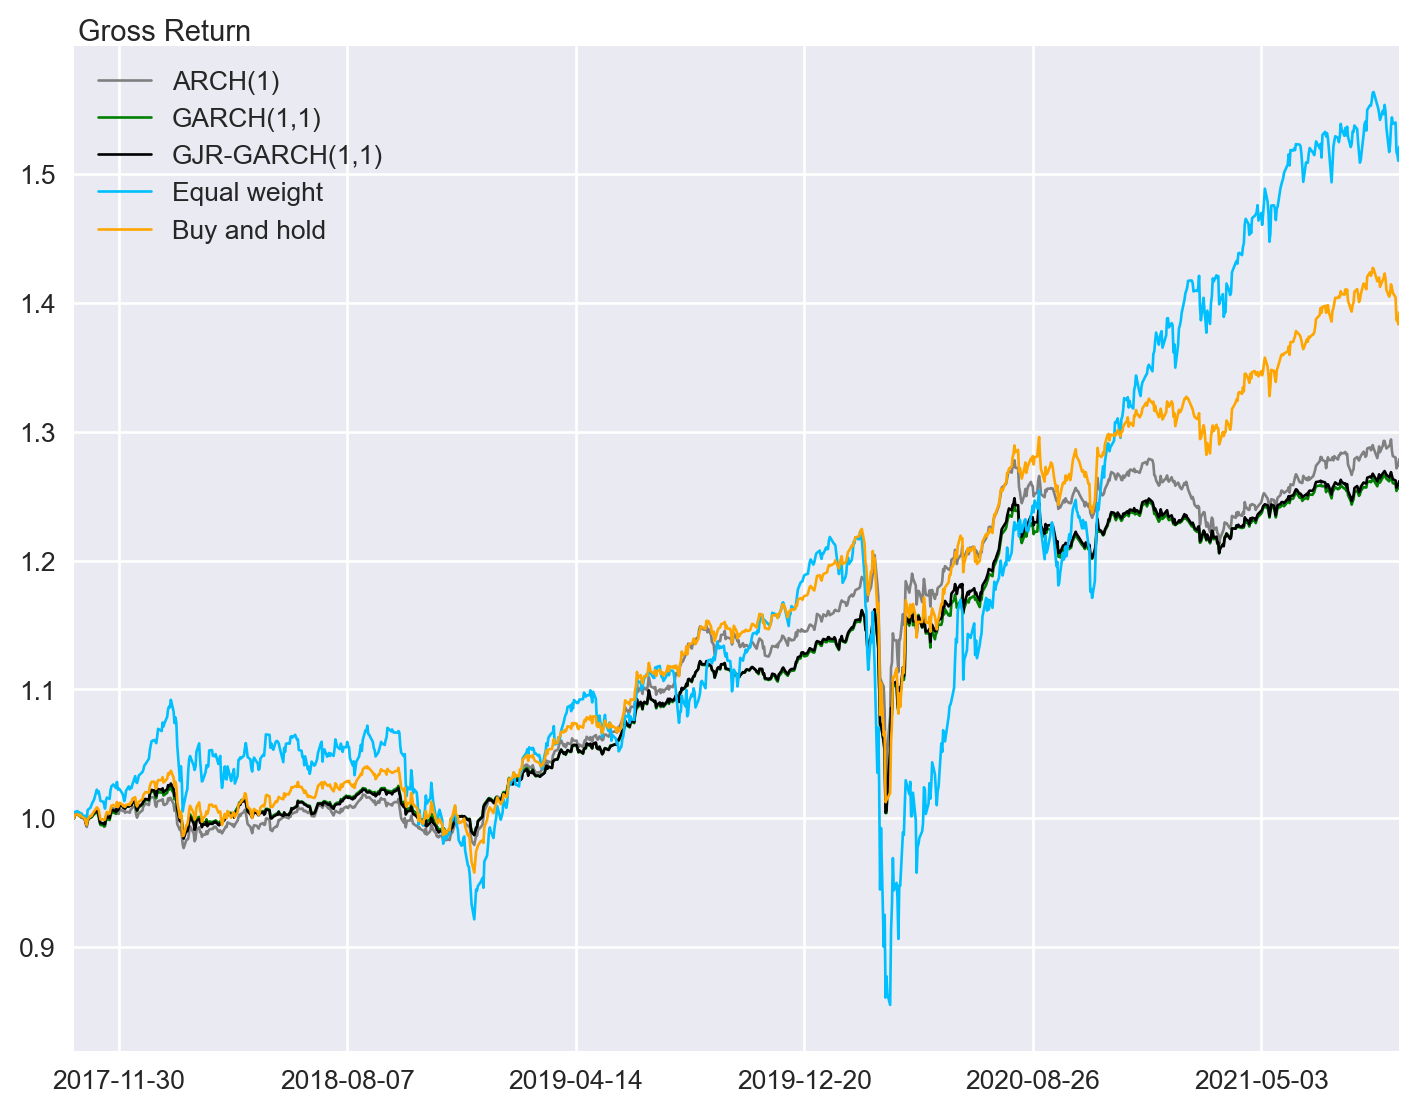 Gross Return
ARCH(1)
GARCH(1,1)
GJR-GARCH(1,1)
Equal weight
Buy and hold
1.5
1.4
1.3
1.2
1.1
1.0
0.9
2017-11-30 2018-08-07 2019-04-14 2019-12-20 2020-08-26 2021-05-03